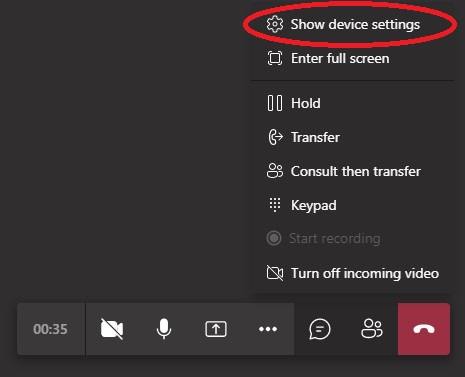 Show device settings
Enter full screen
Hold
Transfer
Consult then transfer
Keypad
Start recording
Turn off incoming video
00:35